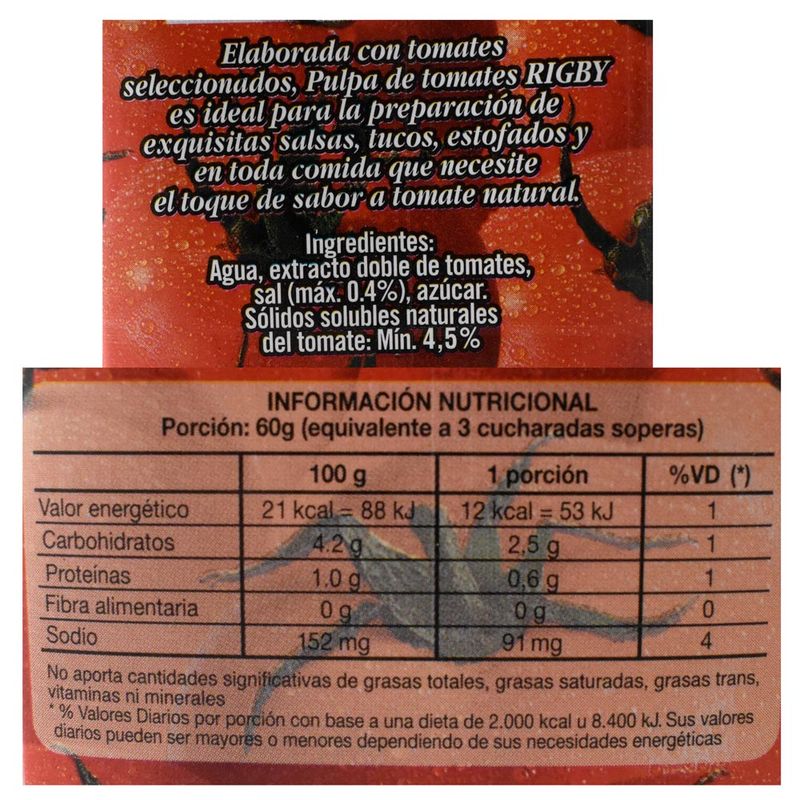 Elaborada con tomates
seleccionados, Pulpa de tomates RIGBY
es ideal para la preparación de
exquisitas salsas, tucos, estofados y
en toda comida que necesite
el toque de sabor a tomate natural.
Ingredientes:
Agua, extracto doble de tomates,
sal (máx. 0.4%), azúcar.
Sólidos solubles naturales
del tomate: Mín. 4,5%
INFORMACIÓN NUTRICIONAL
Porción: 60g (equivalente a 3 cucharadas soperas)
100 g 1 porción %VD (*)
Valor energético 21 kcal = 88 kJ 12 kcal = 53 kJ 1
Carbohidratos 4.2 g 2,5 g 1
Proteínas 1.0 g 0,6 g 1
Fibra alimentaria 0 g 0 g 0
Sodio 152 mg 91 mg 4
No aporta cantidades significativas de grasas totales, grasas saturadas, grasas trans,
vitaminas ni minerales
* % Valores Diarios por porción con base a una dieta de 2.000 kcal u 8.400 kJ. Sus valores
diarios pueden ser mayores o menores dependiendo de sus necesidades energéticas